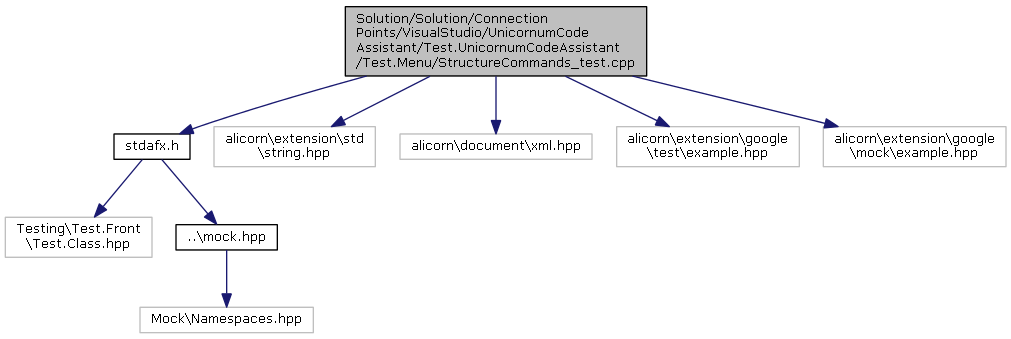 Solution/Solution/Connection
Points/VisualStudio/UnicornumCode
Assistant/Test.UnicornumCodeAssistant
/Test.Menu/StructureCommands_test.cpp
stdafx.h
alicorn\extension\std
\string.hpp
alicorn\document\xml.hpp
alicorn\extension\google
\test\example.hpp
alicorn\extension\google
\mock\example.hpp
Testing\Test.Front
\Test.Class.hpp
..\mock.hpp
Mock\Namespaces.hpp